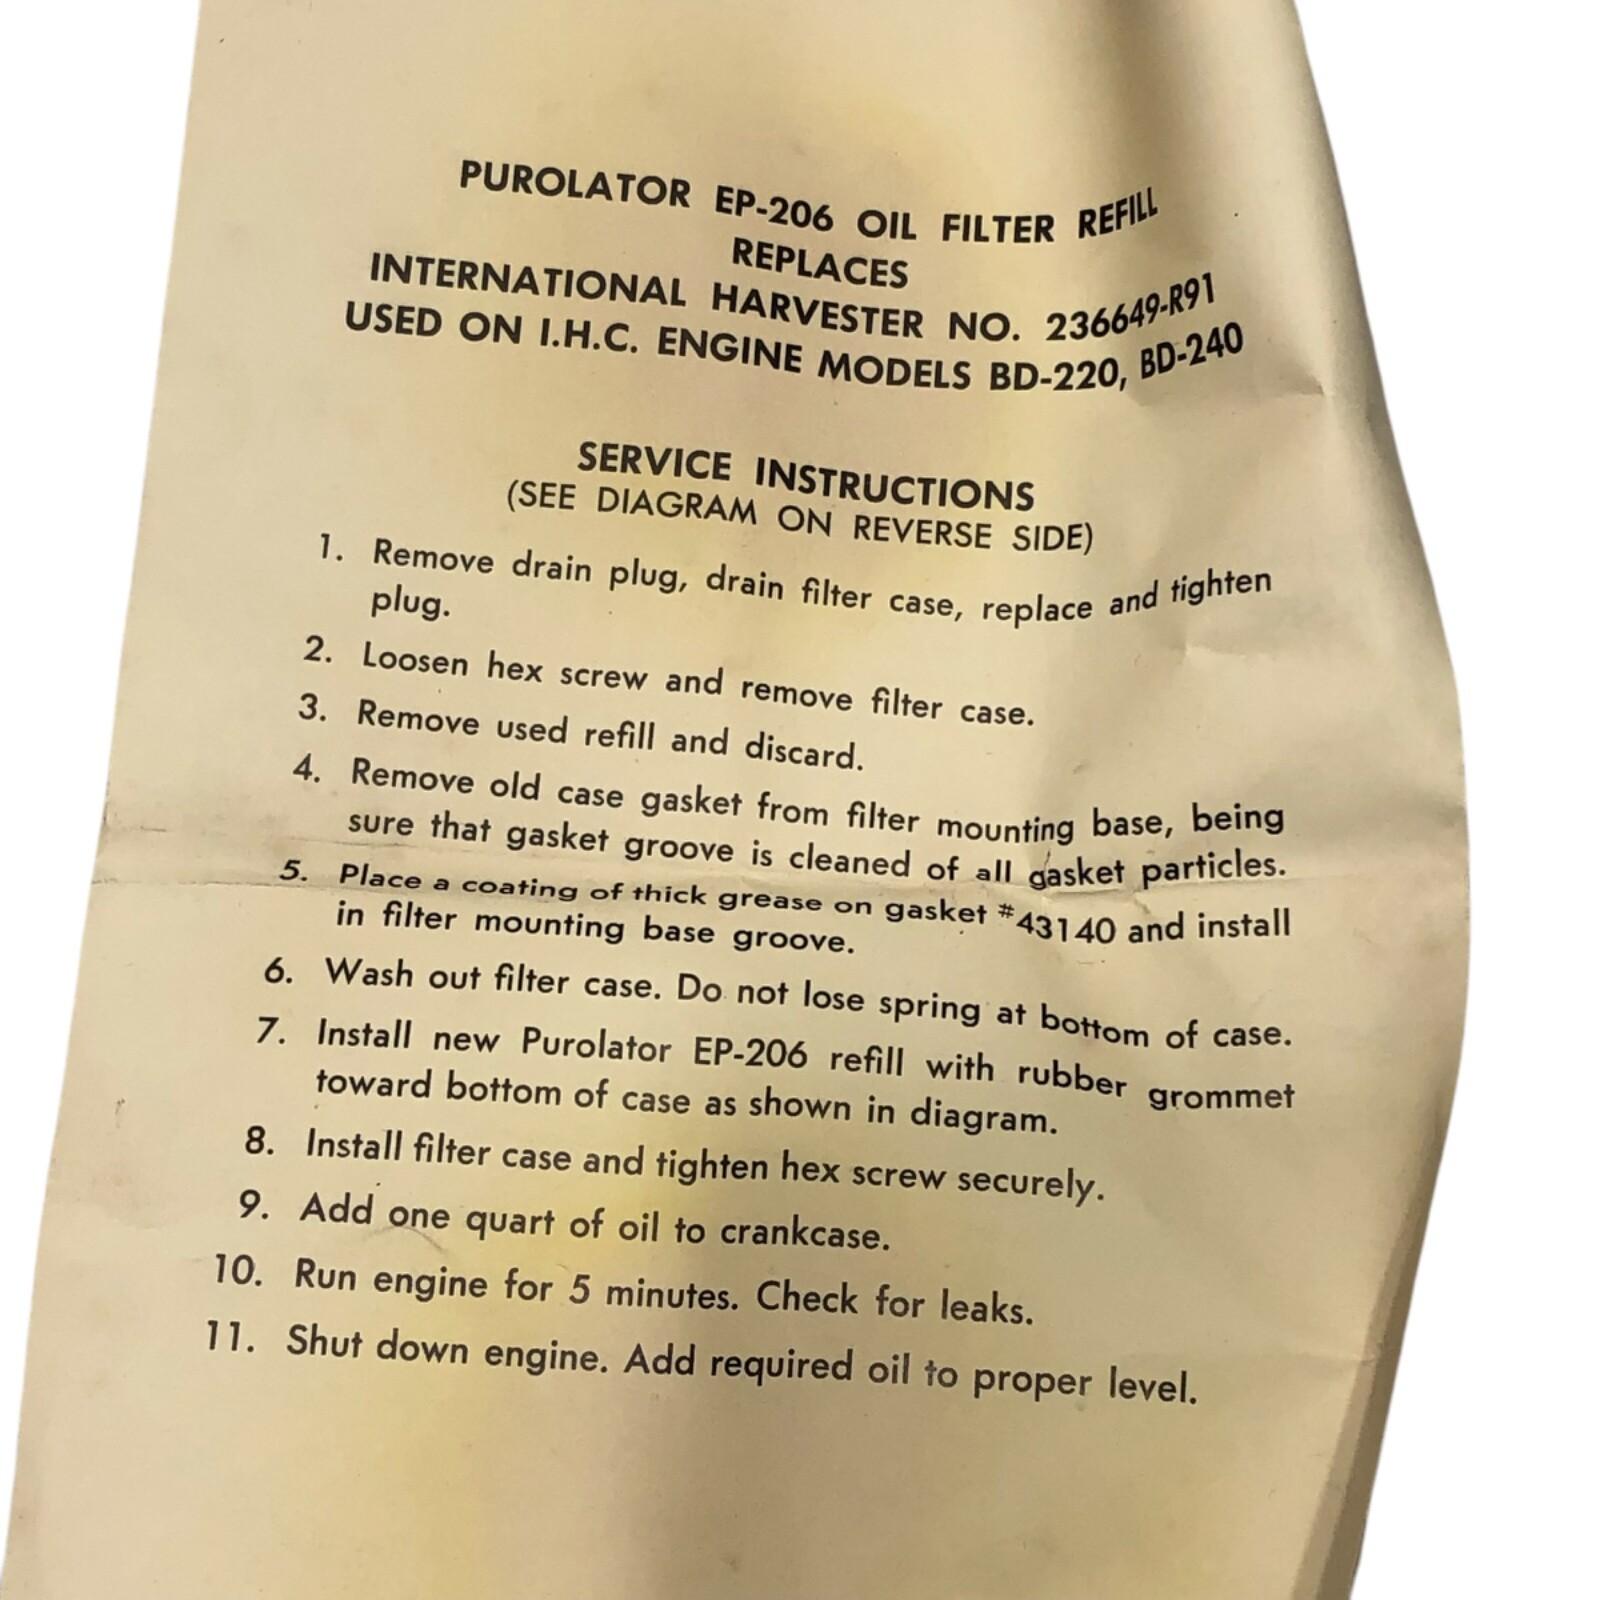 PUROLATOR EP-206 OIL FILTER REFILL
REPLACES
INTERNATIONAL HARVESTER NO. 236649-R91
USED ON I.H.C. ENGINE MODELS BD-220, BD-240
SERVICE INSTRUCTIONS
(SEE DIAGRAM ON REVERSE SIDE)
1. Remove drain plug, drain filter case, replace and tighten
plug.
2. Loosen hex screw and remove filter case.
3. Remove used refill and discard.
4. Remove old case gasket from filter mounting base, being
sure that gasket groove is cleaned of all gasket particles.
5. Place a coating of thick grease on gasket #43140 and install
in filter mounting base groove.
6. Wash out filter case. Do not lose spring at bottom of case.
7. Install new Purolator EP-206 refill with rubber grommet
toward bottom of case as shown in diagram.
8. Install filter case and tighten hex screw securely.
9. Add one quart of oil to crankcase.
10. Run engine for 5 minutes. Check for leaks.
11. Shut down engine. Add required oil to proper level.